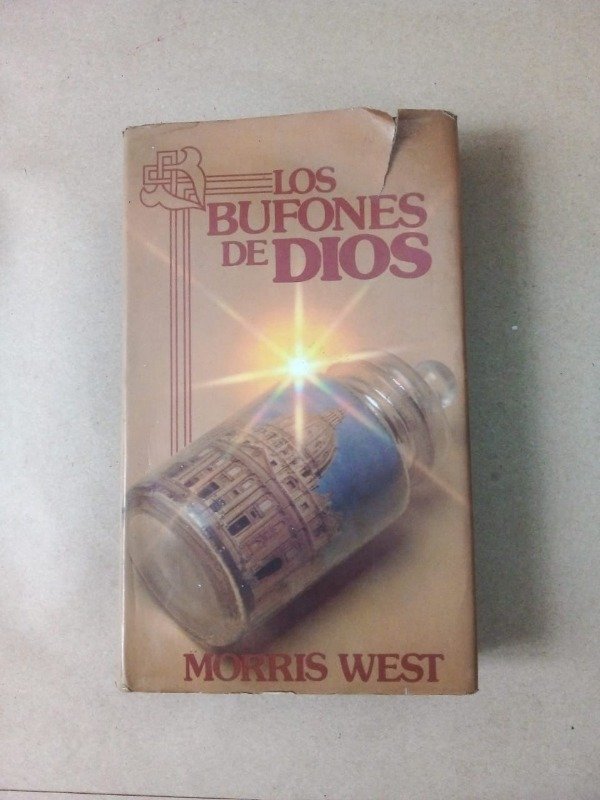 LOS
BUFONES
DE DIOS
MORRIS WEST